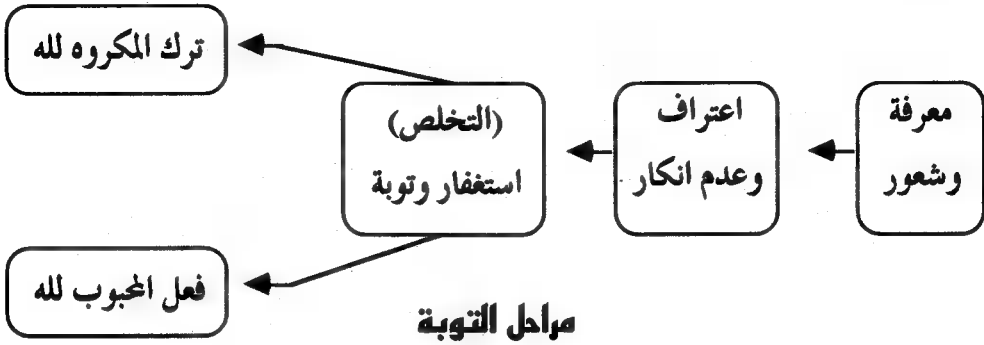 معرفة
وشعور
اعتراف
وعدم انكار
(التخلص)
استغفار وتوبة
ترك المكروه لله
فعل المحبوب لله
مراحل التوبة